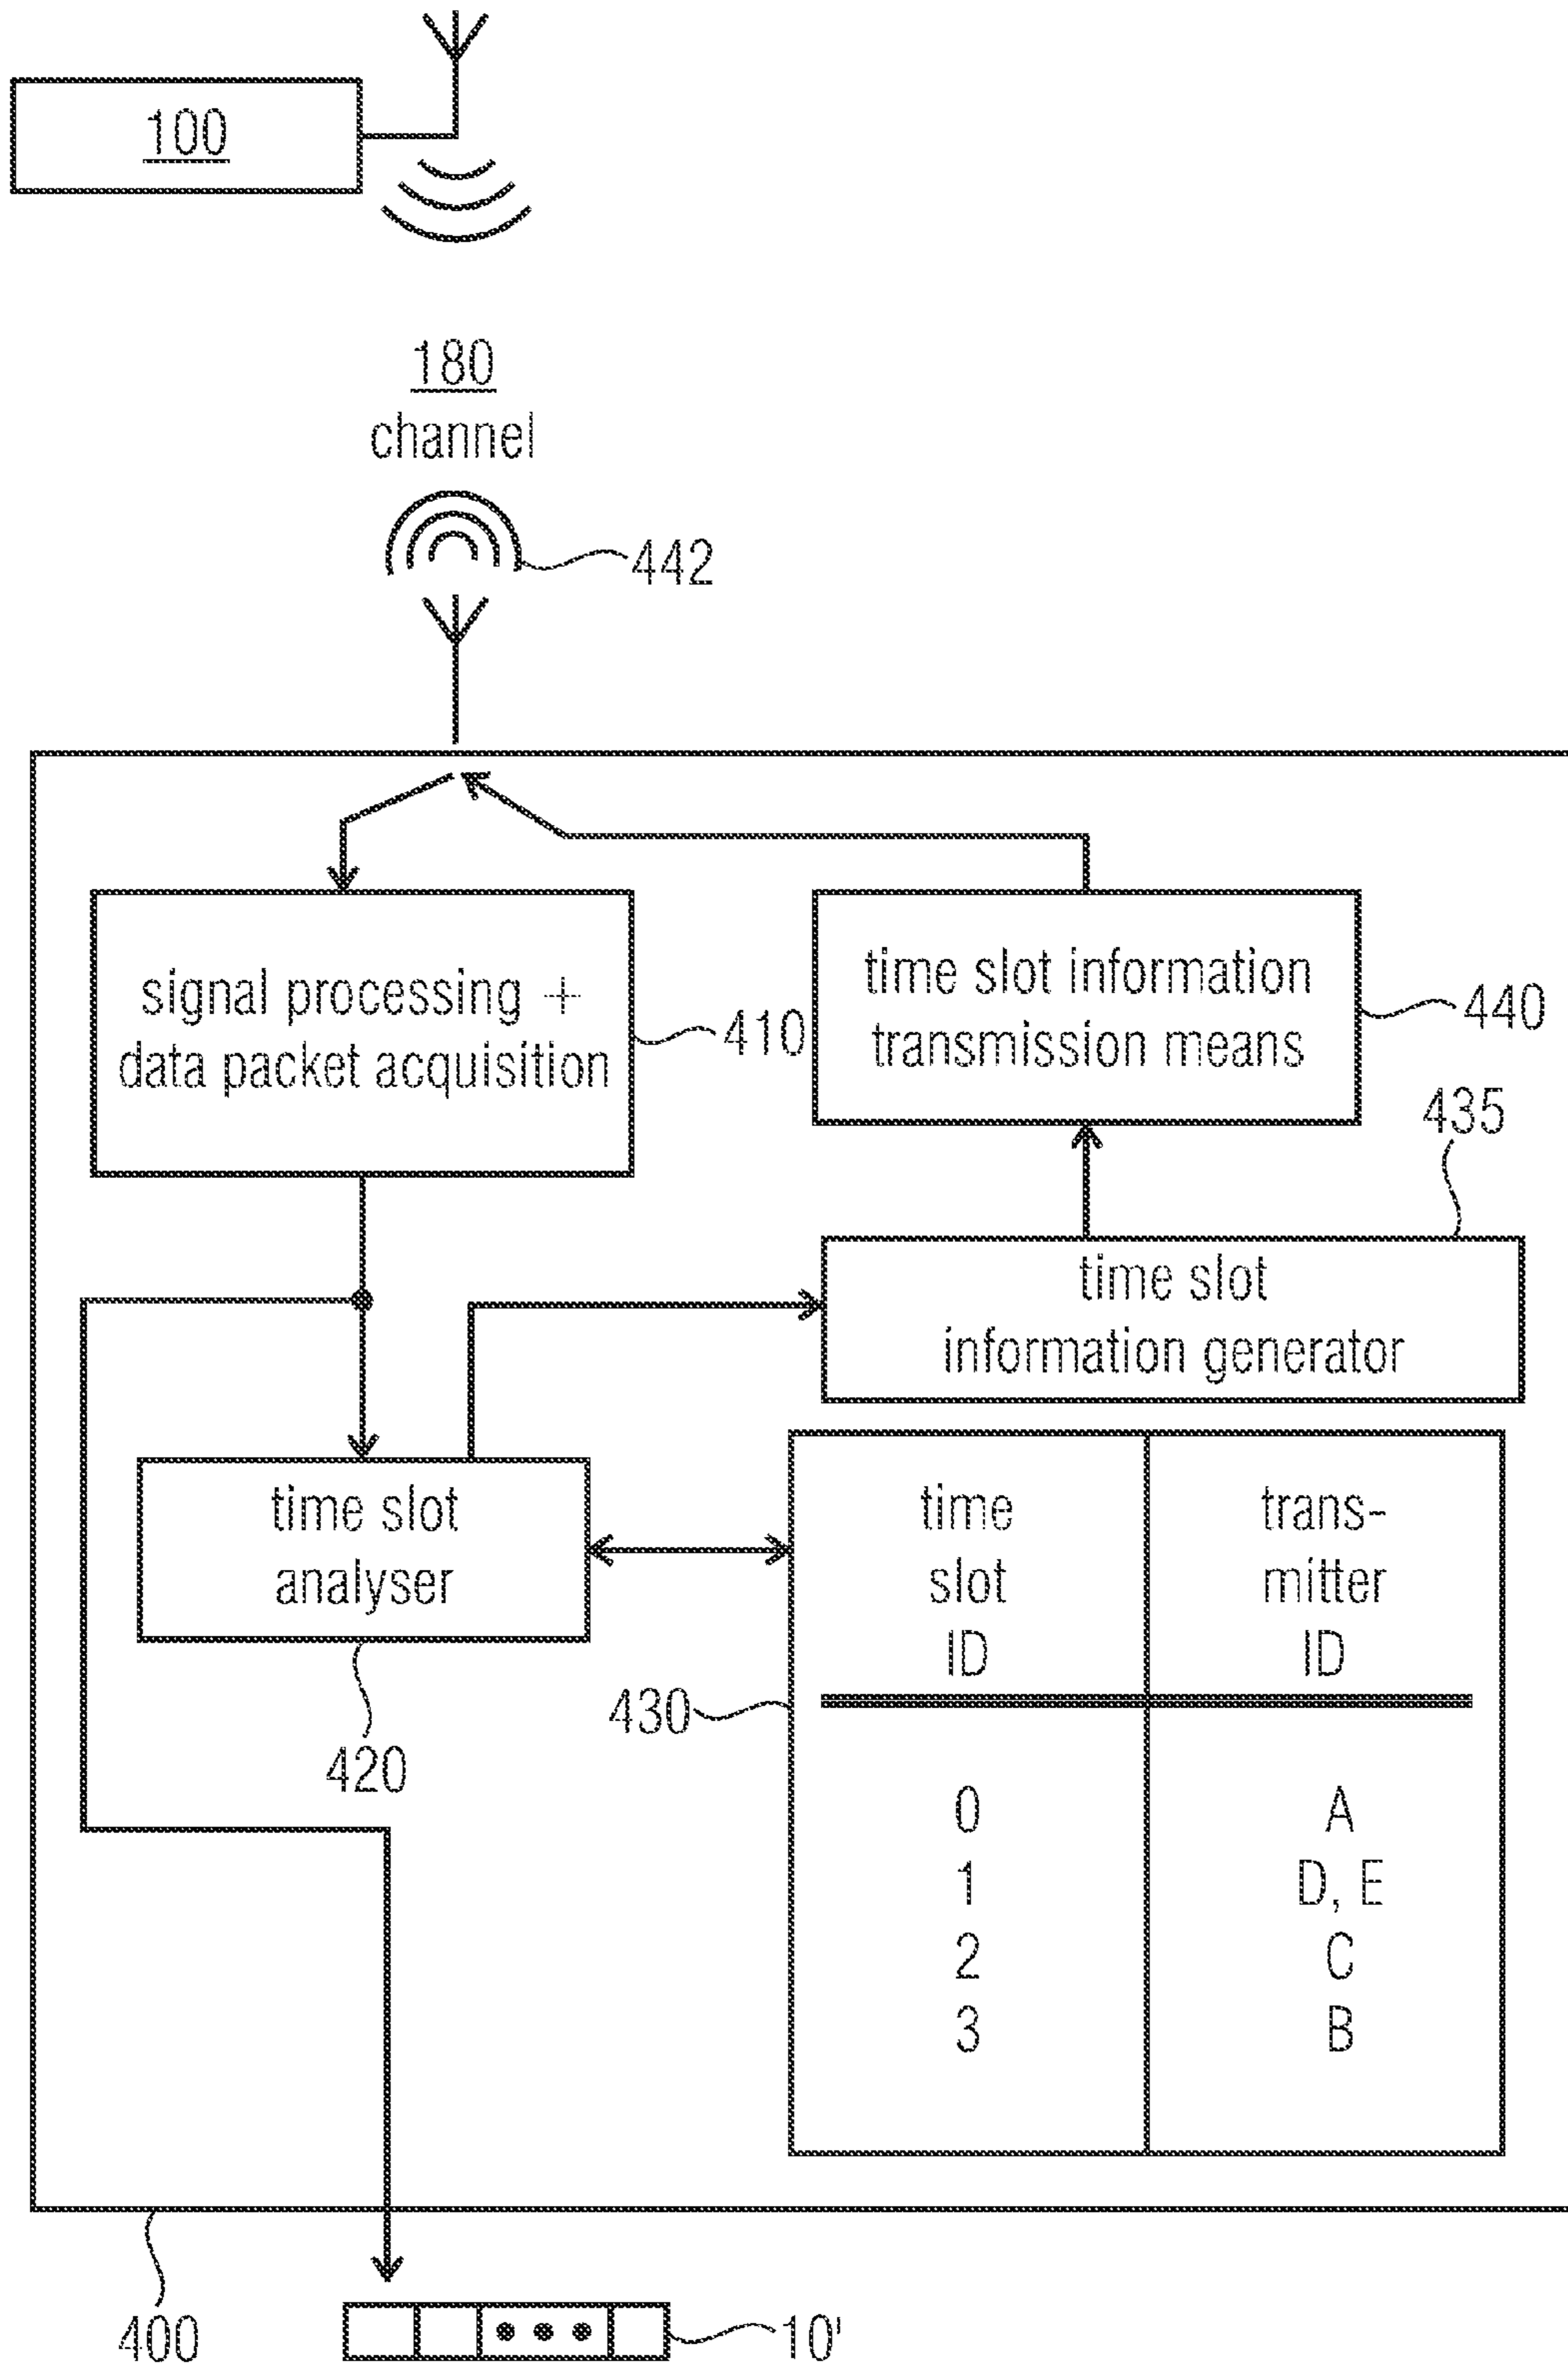 100
180
channel
442
signal processing +
data packet acquisition
410
time slot information
transmission means
440
435
time slot
information generator
time slot
analyser
420
430
time
slot
ID
trans-
mitter
ID
0 A
1 D, E
2 C
3 B
400
10'